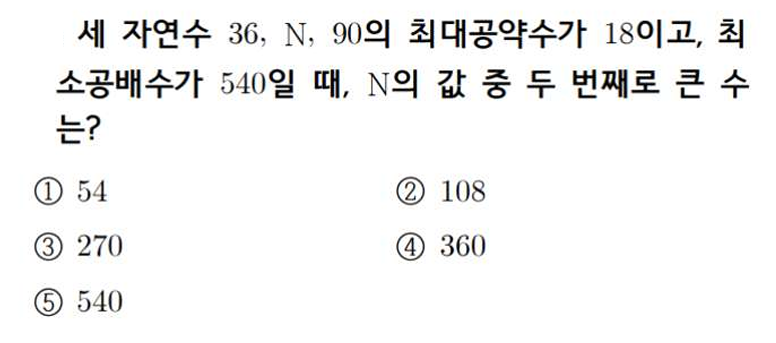 세 자연수 36, N, 90의 최대공약수가 18이고, 최
소공배수가 540일 때, N의 값 중 두 번째로 큰 수
는?
① 54 ② 108
③ 270 ④ 360
⑤ 540